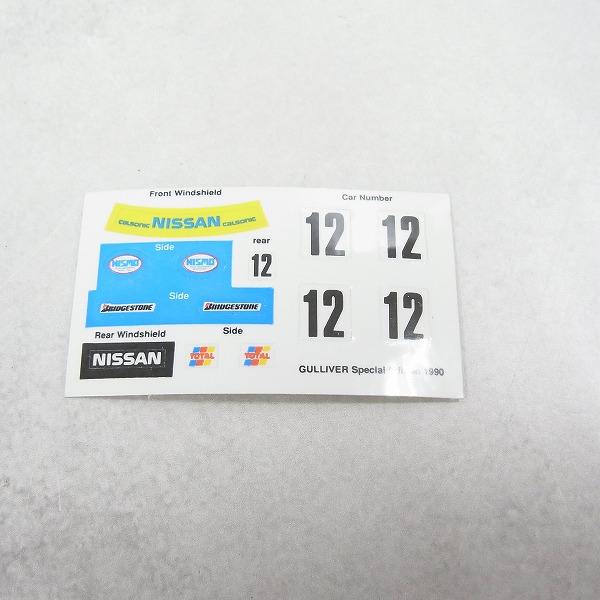 Front Windshield
calsonic NISSAN calsonic
Side
NISMO NISMO
rear
12
Side
BRIDGESTONE BRIDGESTONE
Rear Windshield
Side
NISSAN
TOTAL TOTAL
Car Number
12 12
12 12
GULLIVER Special 1990